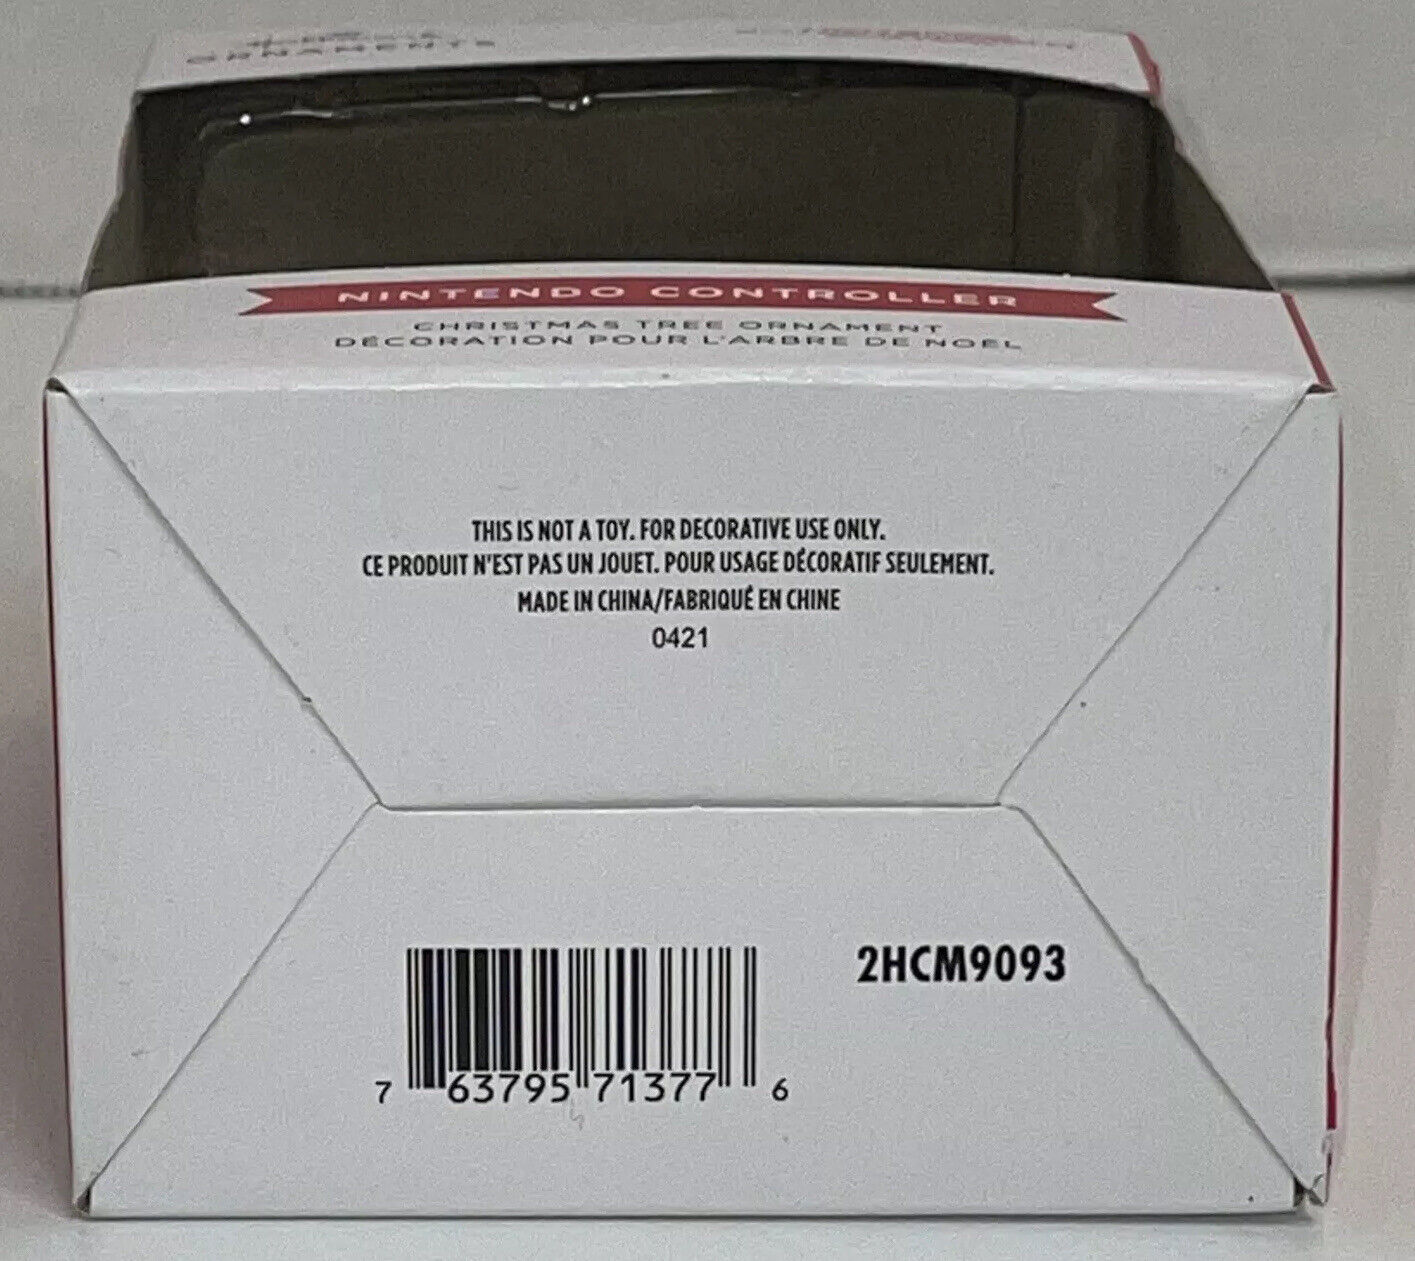 ORNAMENTS
NINTENDO CONTROLLER
CHRISTMAS TREE ORNAMENT
DÉCORATION POUR L'ARBRE DE NOËL
THIS IS NOT A TOY. FOR DECORATIVE USE ONLY.
CE PRODUIT N'EST PAS UN JOUET. POUR USAGE DÉCORATIF SEULEMENT.
MADE IN CHINA/FABRIQUÉ EN CHINE
0421
2HCM9093
7 63795 71377 6